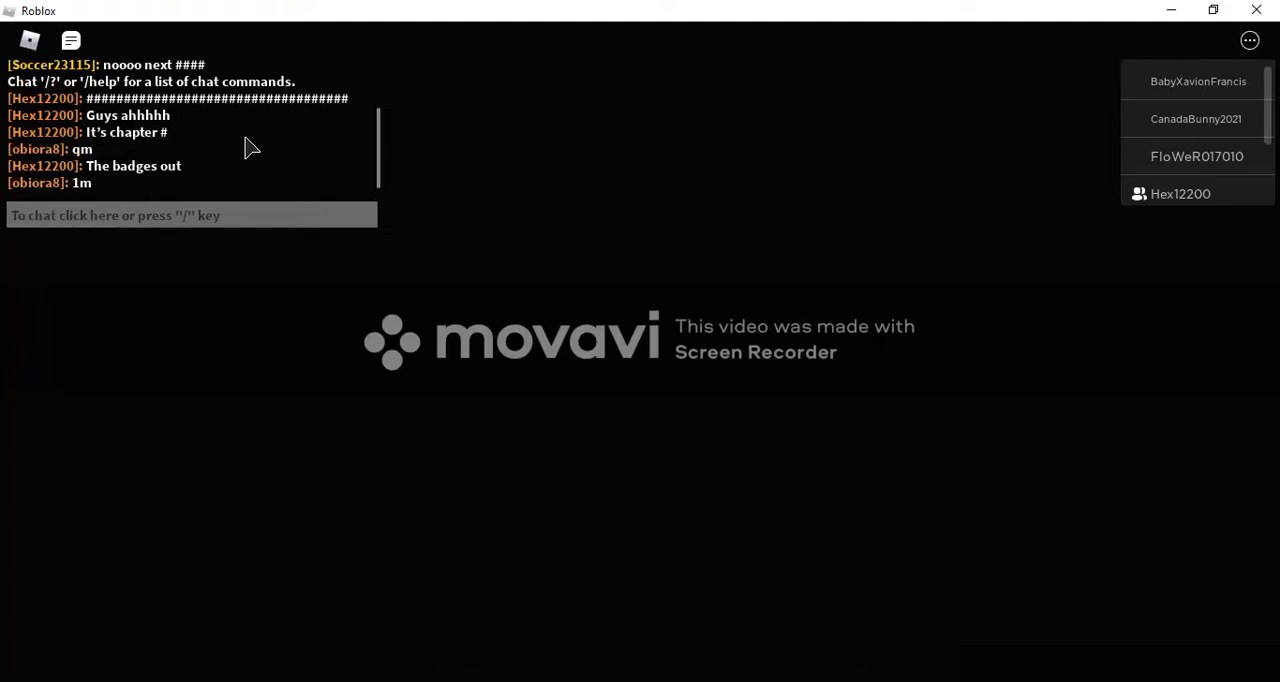 Roblox
[Soccer23115]: noooo next ####
Chat '/?' or '/help' for a list of chat commands.
[Hex12200]: ###################################
[Hex12200]: Guys ahhhhh
[Hex12200]: It’s chapter #
[obiora8]: qm
[Hex12200]: The badges out
[obiora8]: 1m
To chat click here or press "/" key
BabyXavionFrancis
CanadaBunny2021
FloWeR017010
Hex12200
movavi
This video was made with
Screen Recorder